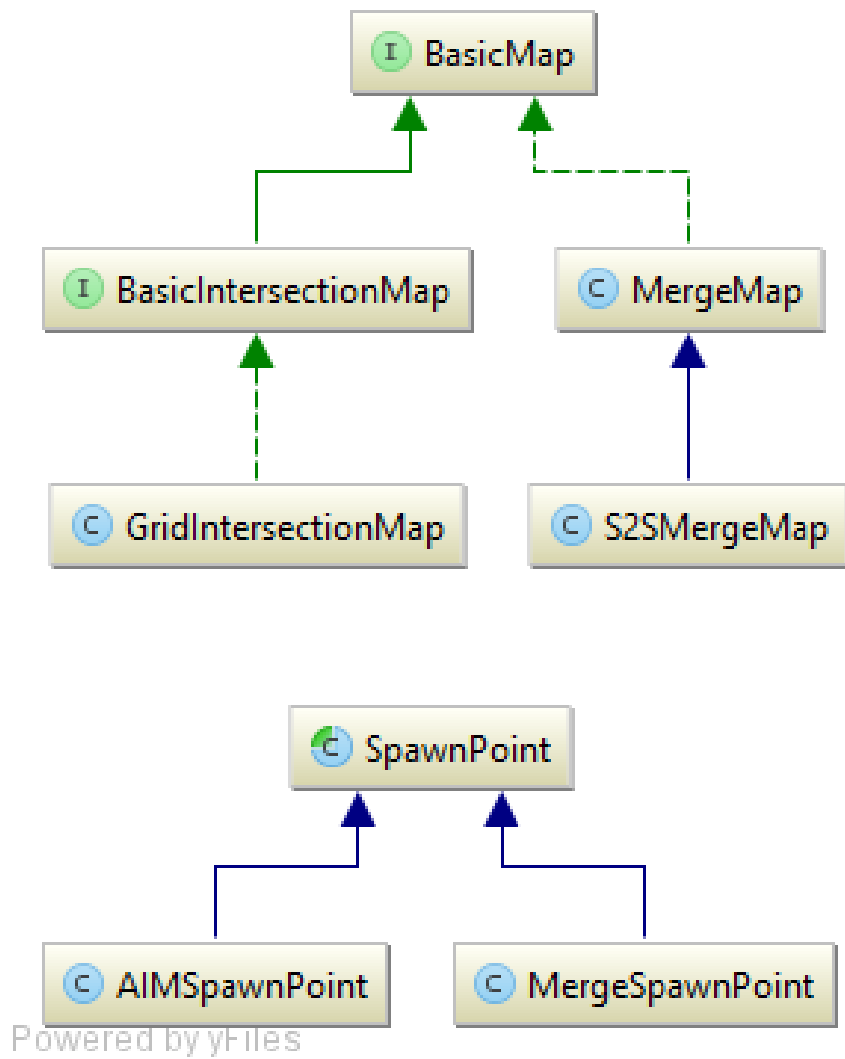 I BasicMap
I BasicIntersectionMap
C MergeMap
C GridIntersectionMap
C S2SMergeMap
C SpawnPoint
C AIMSpawnPoint
C MergeSpawnPoint
Powered by yFiles